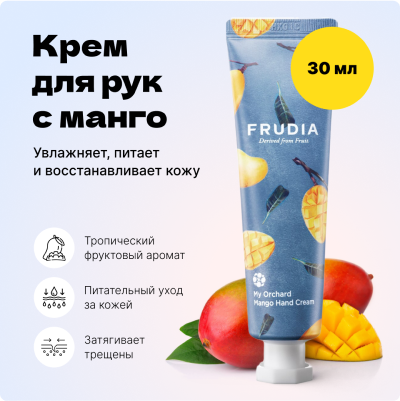 Крем
для рук
с манго
30 мл
Увлажняет, питает
и восстанавливает кожу
Тропический
фруктовый аромат
Питательный уход
за кожей
Затягивает
трещены
FRUDIA
Derived from Fruit
My Orchard
Mango Hand Cream